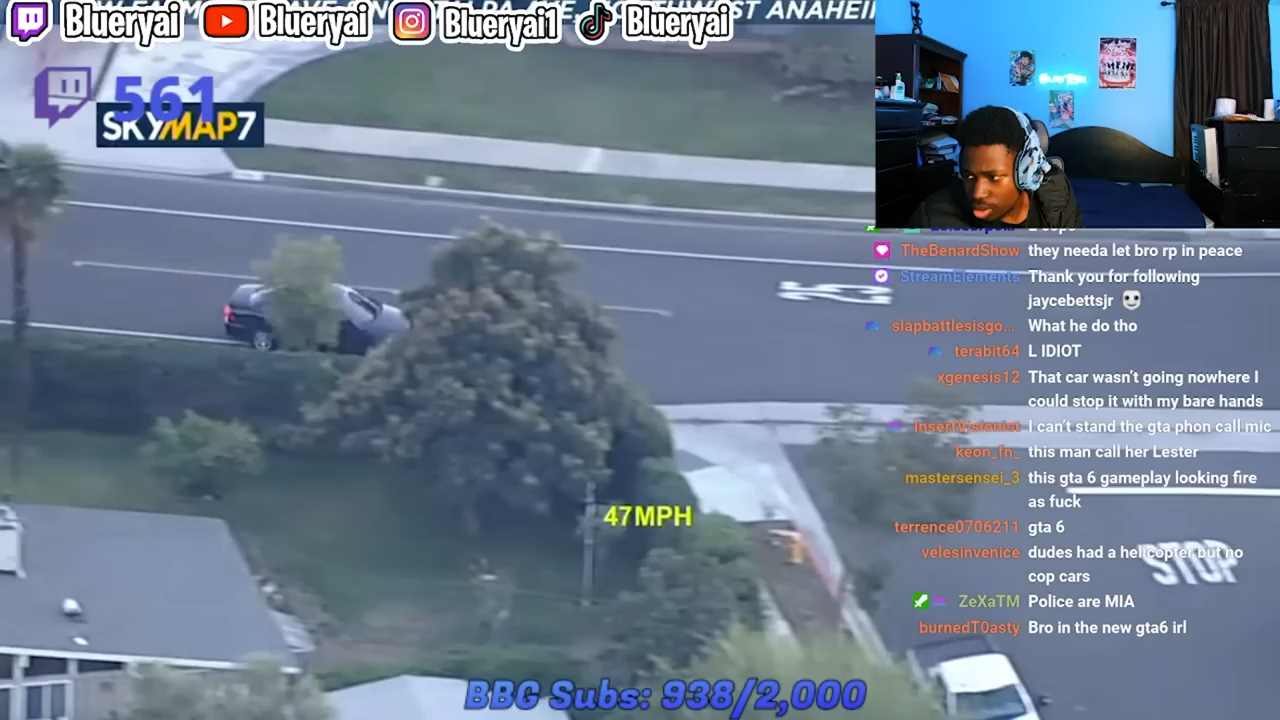 AVE, NORTHWEST ANAHEIM
Blueryai Blueryai Blueryai1 Blueryai
561
SKYMAP7
TheBenardShow they needa let bro rp in peace
StreamElements Thank you for following
jaycebettsjr
slapbattlesisgo... What he do tho
terabit64 L IDIOT
xgenesis12 That car wasn't going nowhere I
could stop it with my bare hands
InsertVisionist I can't stand the gta phon call mic
keon_fn_ this man call her Lester
mastersensei_3 this gta 6 gameplay looking fire
as fuck
47MPH
terrence0706211 gta 6
velesinvenice dudes had a helicopter but no
cop cars
STOP
ZeXaTM Police are MIA
burnedT0asty Bro in the new gta6 irl
BBG Subs: 938/2,000